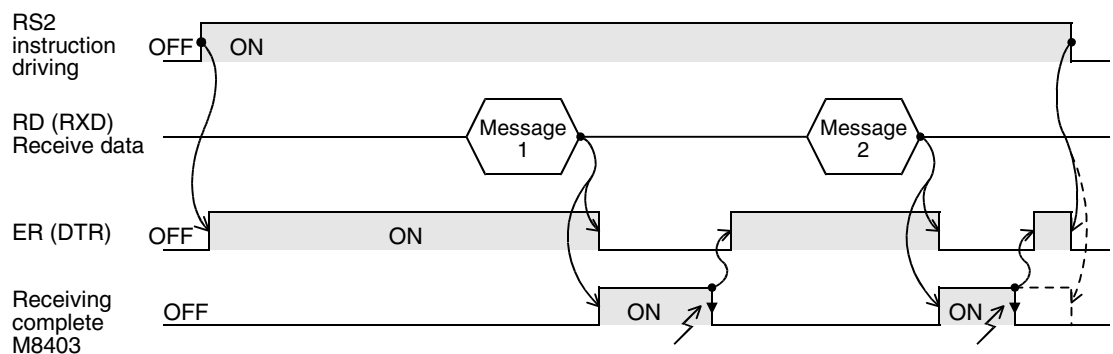 RS2
instruction
driving
OFF
ON
RD (RXD)
Receive data
Message
1
Message
2
ER (DTR)
OFF
ON
Receiving
complete
M8403
OFF
ON
ON